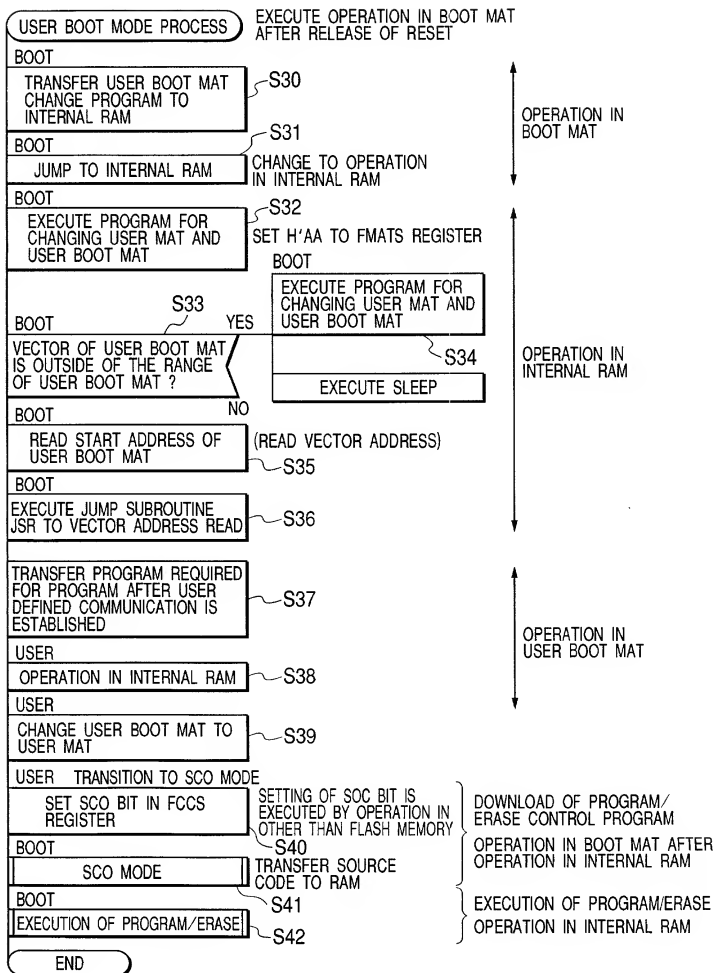 USER BOOT MODE PROCESS
EXECUTE OPERATION IN BOOT MAT
AFTER RELEASE OF RESET
BOOT
TRANSFER USER BOOT MAT
CHANGE PROGRAM TO
INTERNAL RAM
S30
OPERATION IN
BOOT MAT
BOOT
S31
JUMP TO INTERNAL RAM
CHANGE TO OPERATION
IN INTERNAL RAM
BOOT
S32
EXECUTE PROGRAM FOR
CHANGING USER MAT AND
USER BOOT MAT
SET H'AA TO FMATS REGISTER
BOOT
EXECUTE PROGRAM FOR
CHANGING USER MAT AND
USER BOOT MAT
S34
EXECUTE SLEEP
S33
BOOT
YES
VECTOR OF USER BOOT MAT
IS OUTSIDE OF THE RANGE
OF USER BOOT MAT ?
NO
OPERATION IN
INTERNAL RAM
BOOT
READ START ADDRESS OF
USER BOOT MAT
(READ VECTOR ADDRESS)
S35
BOOT
EXECUTE JUMP SUBROUTINE
JSR TO VECTOR ADDRESS READ
S36
TRANSFER PROGRAM REQUIRED
FOR PROGRAM AFTER USER
DEFINED COMMUNICATION IS
ESTABLISHED
S37
OPERATION IN
USER BOOT MAT
USER
OPERATION IN INTERNAL RAM
S38
USER
CHANGE USER BOOT MAT TO
USER MAT
S39
USER TRANSITION TO SCO MODE
SET SCO BIT IN FCCS
REGISTER
SETTING OF SOC BIT IS
EXECUTED BY OPERATION IN
OTHER THAN FLASH MEMORY
S40
DOWNLOAD OF PROGRAM/
ERASE CONTROL PROGRAM
OPERATION IN BOOT MAT AFTER
OPERATION IN INTERNAL RAM
BOOT
SCO MODE
TRANSFER SOURCE
CODE TO RAM
S41
BOOT
EXECUTION OF PROGRAM/ERASE
S42
EXECUTION OF PROGRAM/ERASE
OPERATION IN INTERNAL RAM
END